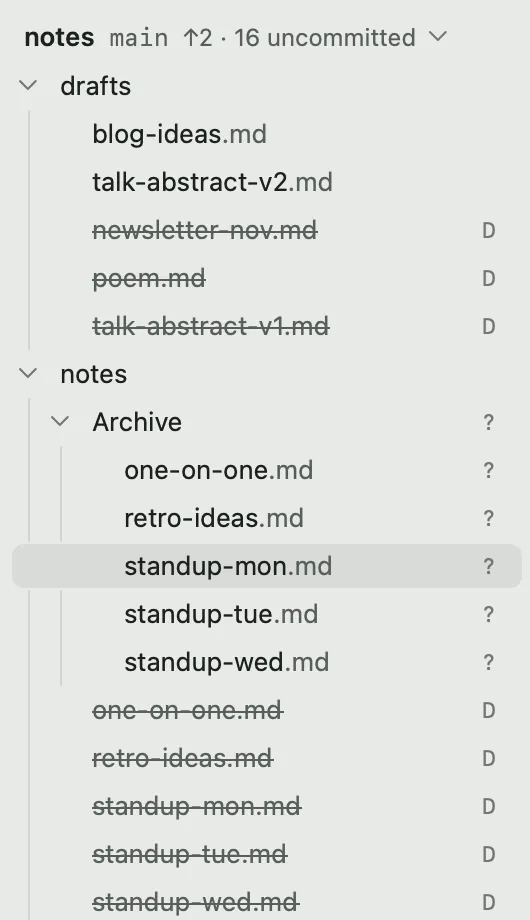 notes main ↑2 · 16 uncommitted
drafts
blog-ideas.md
talk-abstract-v2.md
newsletter-nov.md D
poem.md D
talk-abstract-v1.md D
notes
Archive ?
one-on-one.md ?
retro-ideas.md ?
standup-mon.md ?
standup-tue.md ?
standup-wed.md ?
one-on-one.md D
retro-ideas.md D
standup-mon.md D
standup-tue.md D
standup-wed.md D